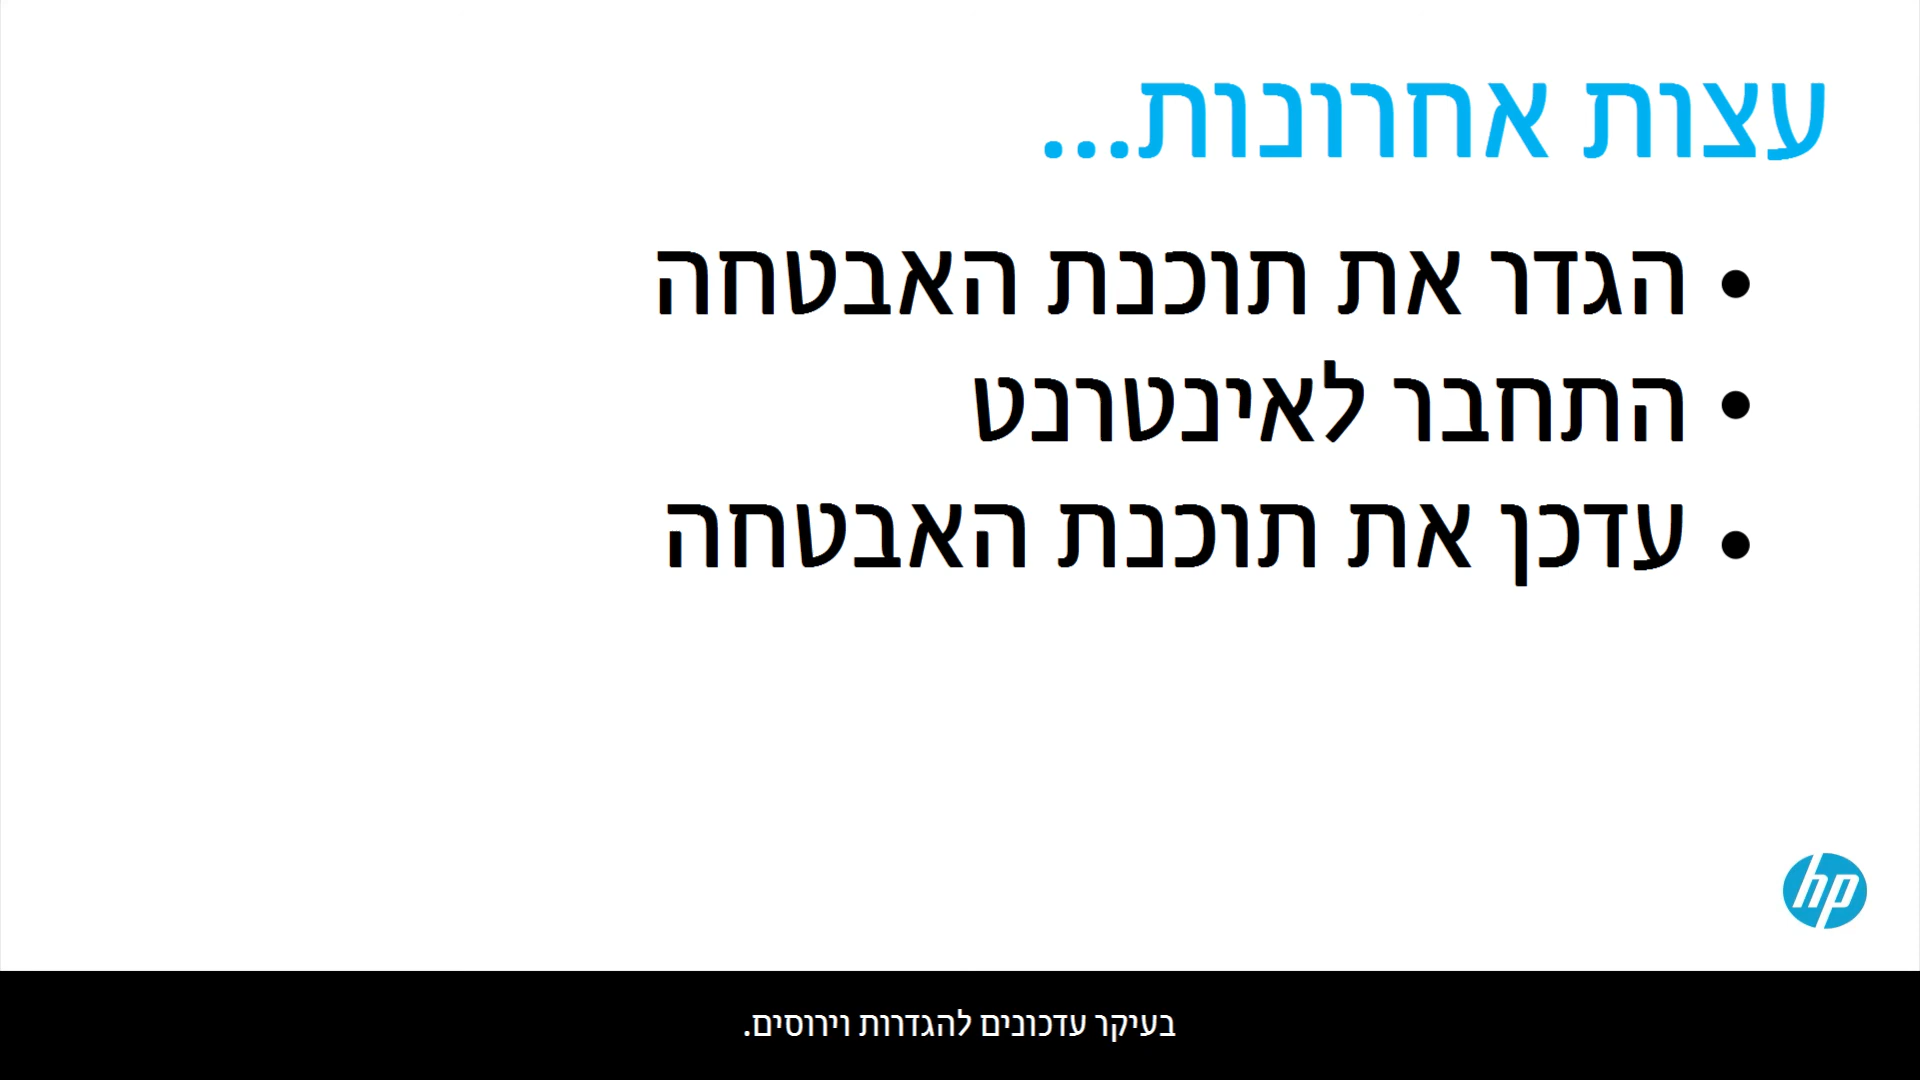 עצות אחרונות...
• הגדר את תוכנת האבטחה
• התחבר לאינטרנט
• עדכן את תוכנת האבטחה
hp
בעיקר עדכונים להגדרות וירוסים.